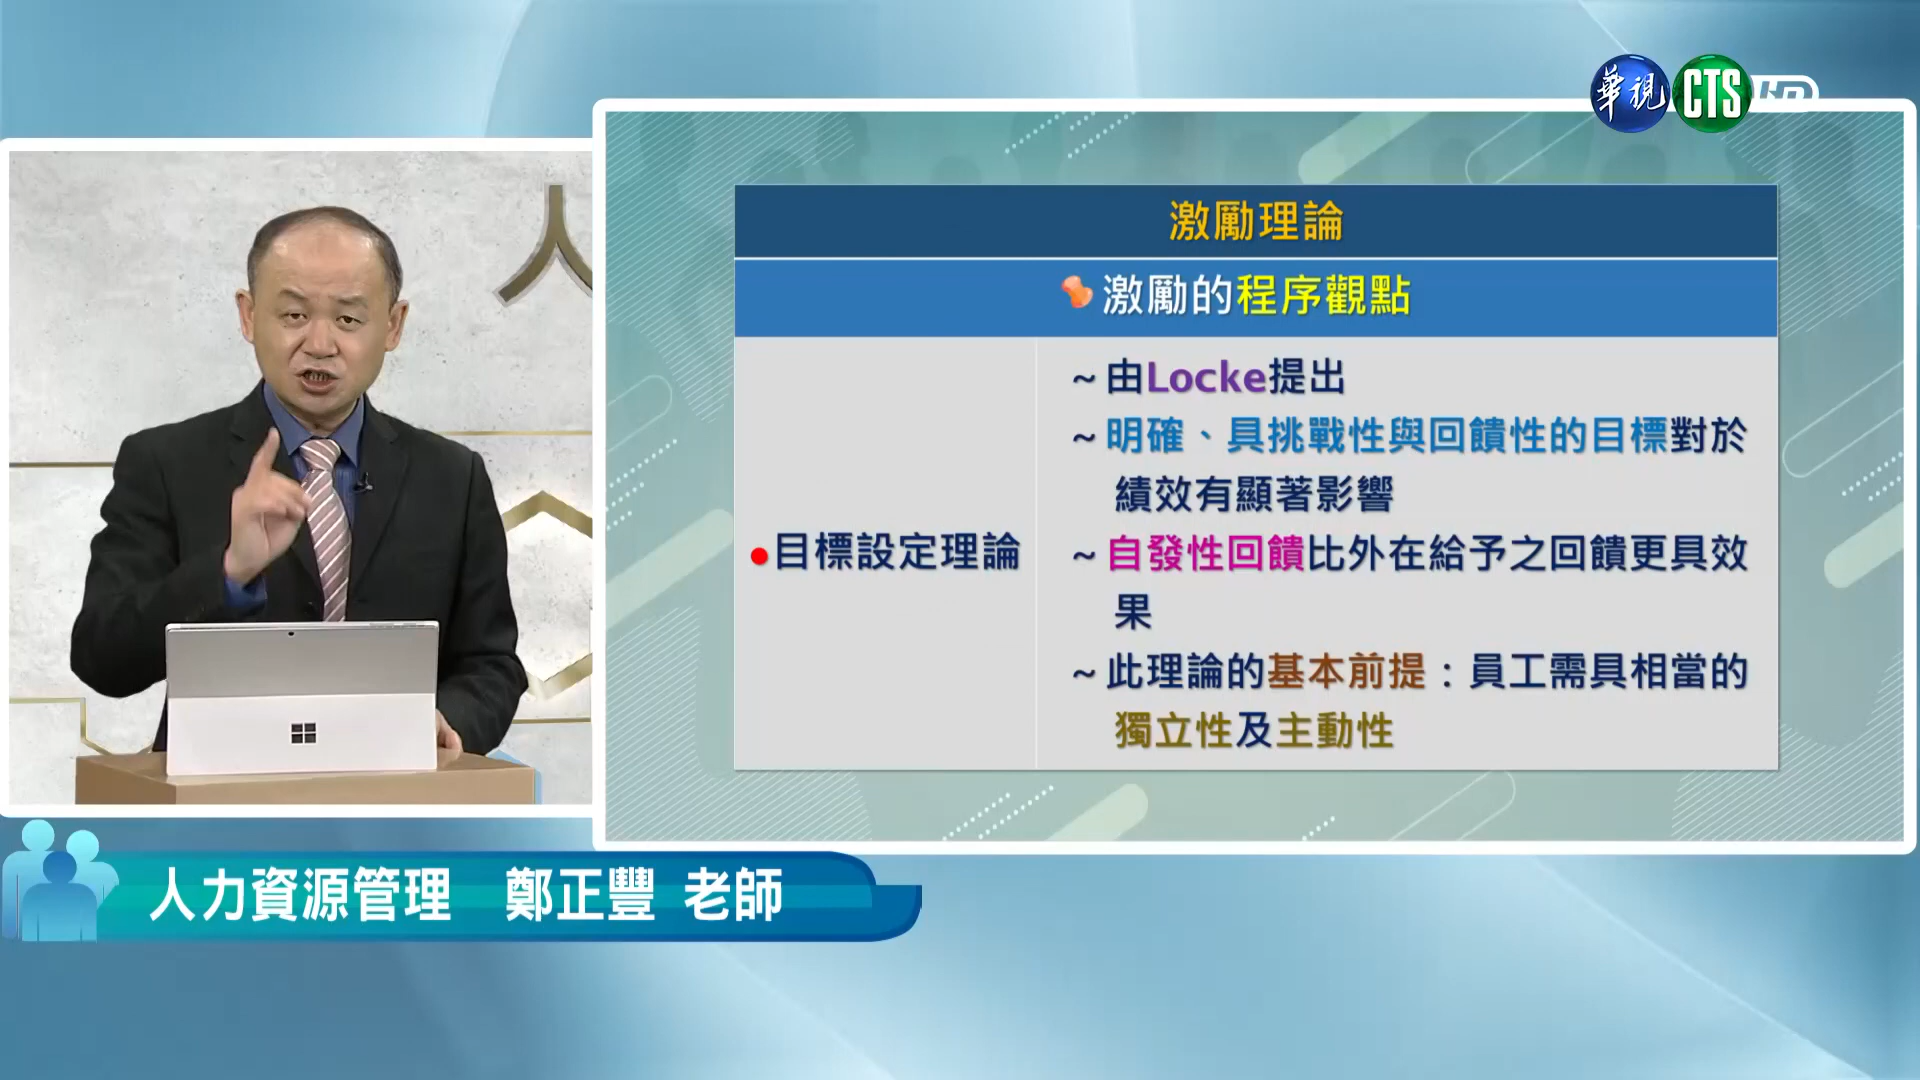 華視 CTS HD
人
激勵理論
激勵的程序觀點
●目標設定理論
~由Locke提出
~明確、具挑戰性與回饋性的目標對於
績效有顯著影響
~自發性回饋比外在給予之回饋更具效
果
~此理論的基本前提：員工需具相當的
獨立性及主動性
人力資源管理 鄭正豐 老師